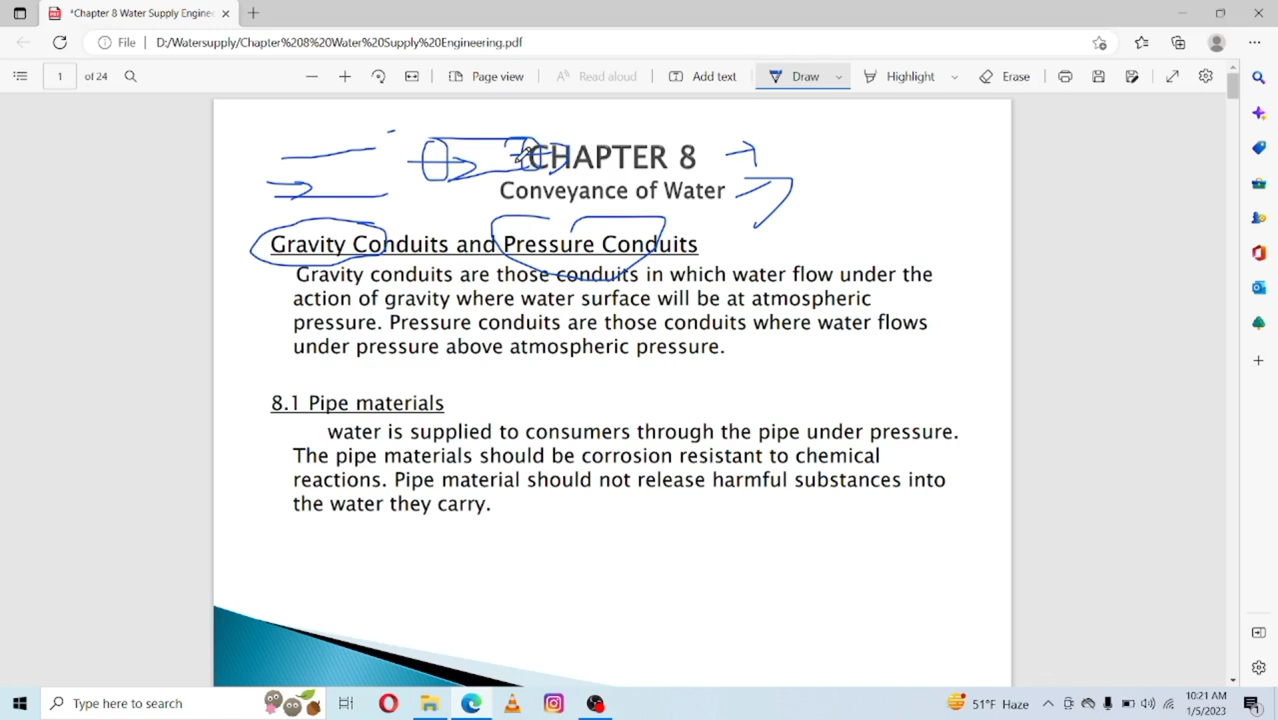 *Chapter 8 Water Supply Engine
File
D:/Watersupply/Chapter%208%20Water%20Supply%20Engineering.pdf
1 of 24
Page view
Read aloud
Add text
Draw
Highlight
Erase
CHAPTER 8
Conveyance of Water
Gravity Conduits and Pressure Conduits
Gravity conduits are those conduits in which water flow under the
action of gravity where water surface will be at atmospheric
pressure. Pressure conduits are those conduits where water flows
under pressure above atmospheric pressure.
8.1 Pipe materials
water is supplied to consumers through the pipe under pressure.
The pipe materials should be corrosion resistant to chemical
reactions. Pipe material should not release harmful substances into
the water they carry.
Type here to search
51°F Haze
10:21 AM
1/5/2023